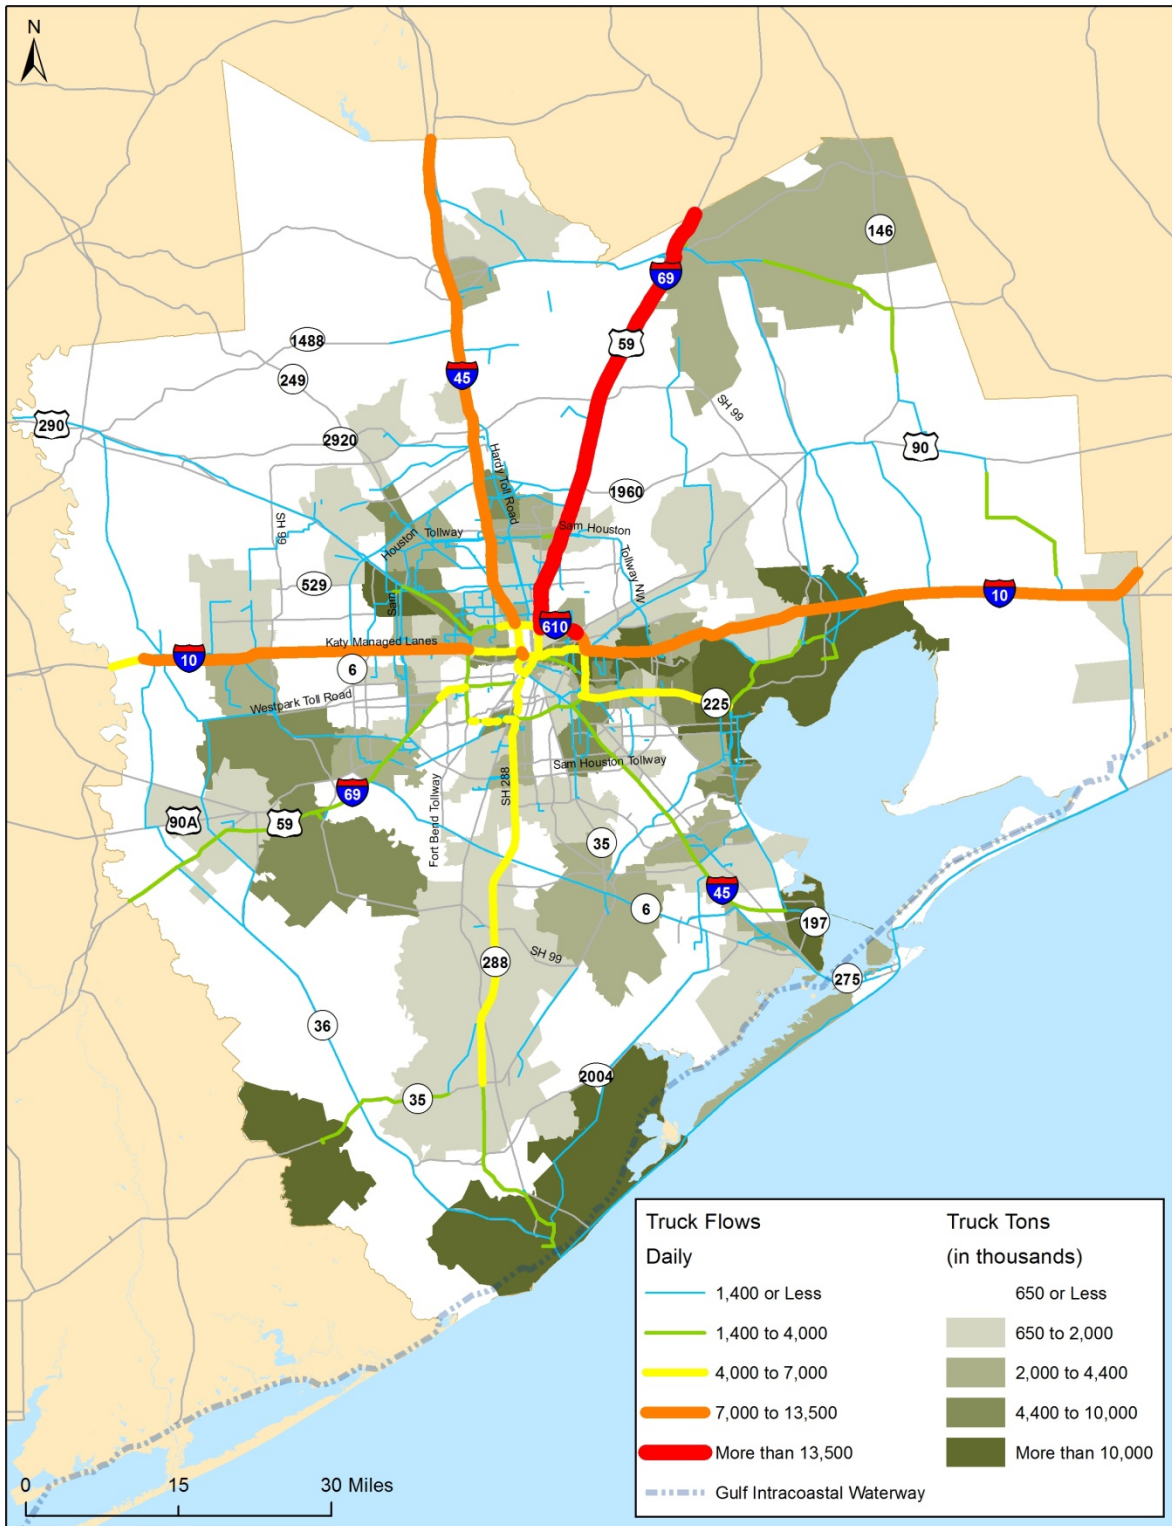 N
146
69
59
1488
45
249
SH 99
290
2920
90
Hardy Toll Road
1960
SH 99
Sam Houston
Houston Tollway
Tollway NW
529
Sam
10
610
Katy Managed Lanes
10
6
Westpark Toll Road
225
Sam Houston Tollway
SH 288
69
Fort Bend Tollway
90A
59
35
45
6
197
SH 99
288
275
36
2004
35
Truck Flows
Truck Tons
Daily
(in thousands)
1,400 or Less
650 or Less
1,400 to 4,000
650 to 2,000
4,000 to 7,000
2,000 to 4,400
7,000 to 13,500
4,400 to 10,000
More than 13,500
More than 10,000
Gulf Intracoastal Waterway
0 15 30 Miles